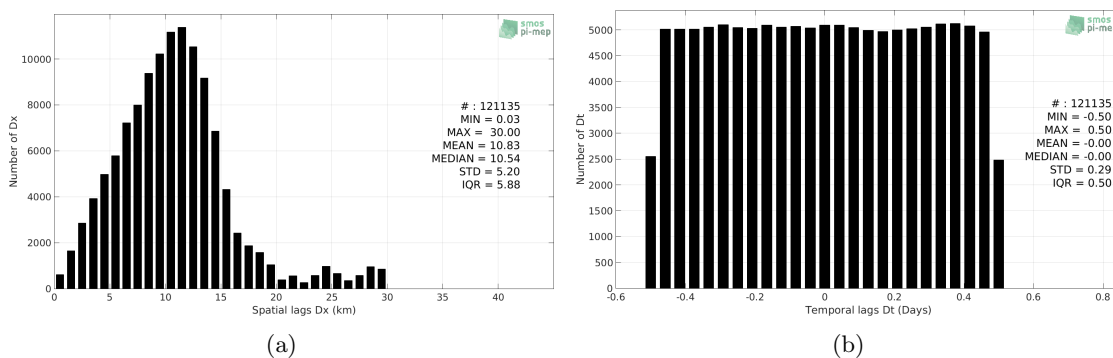 smos
pi-mep
10000
8000
6000
4000
2000
0
Number of Dx
# : 121135
MIN = 0.03
MAX = 30.00
MEAN = 10.83
MEDIAN = 10.54
STD = 5.20
IQR = 5.88
0 5 10 15 20 25 30 35 40
Spatial lags Dx (km)
(a)
smos
pi-mep
5000
4500
4000
3500
3000
2500
2000
1500
1000
500
0
Number of Dt
# : 121135
MIN = -0.50
MAX = 0.50
MEAN = -0.00
MEDIAN = -0.00
STD = 0.29
IQR = 0.50
-0.6 -0.4 -0.2 0 0.2 0.4 0.6 0.8
Temporal lags Dt (Days)
(b)